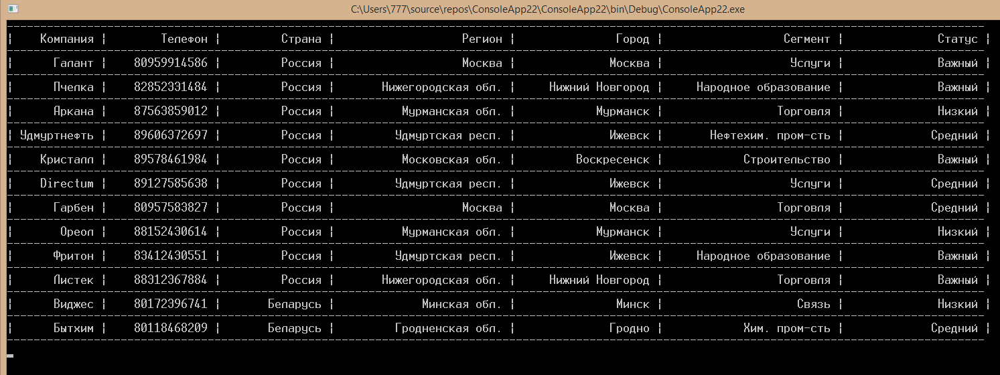 C:\Users\777\source\repos\ConsoleApp22\ConsoleApp22\bin\Debug\ConsoleApp22.exe
| Компания | Телефон | Страна | Регион | Город | Сегмент | Статус |
| Галант | 80959914586 | Россия | Москва | Москва | Услуги | Важный |
| Пчелка | 82852331484 | Россия | Нижегородская обл. | Нижний Новгород | Народное образование | Важный |
| Аркана | 87563859012 | Россия | Мурманская обл. | Мурманск | Торговля | Низкий |
| Удмуртнефть | 89606372697 | Россия | Удмуртская респ. | Ижевск | Нефтехим. пром-сть | Средний |
| Кристалл | 89578461984 | Россия | Московская обл. | Воскресенск | Строительство | Важный |
| Directum | 89127585638 | Россия | Удмуртская респ. | Ижевск | Услуги | Средний |
| Гарбен | 80957583827 | Россия | Москва | Москва | Торговля | Средний |
| Ореол | 88152430614 | Россия | Мурманская обл. | Мурманск | Услуги | Низкий |
| Фритон | 83412430551 | Россия | Удмуртская респ. | Ижевск | Народное образование | Важный |
| Листек | 88312367884 | Россия | Нижегородская обл. | Нижний Новгород | Торговля | Важный |
| Виджес | 80172396741 | Беларусь | Минская обл. | Минск | Связь | Низкий |
| Бытхим | 80118468209 | Беларусь | Гродненская обл. | Гродно | Хим. пром-сть | Средний |